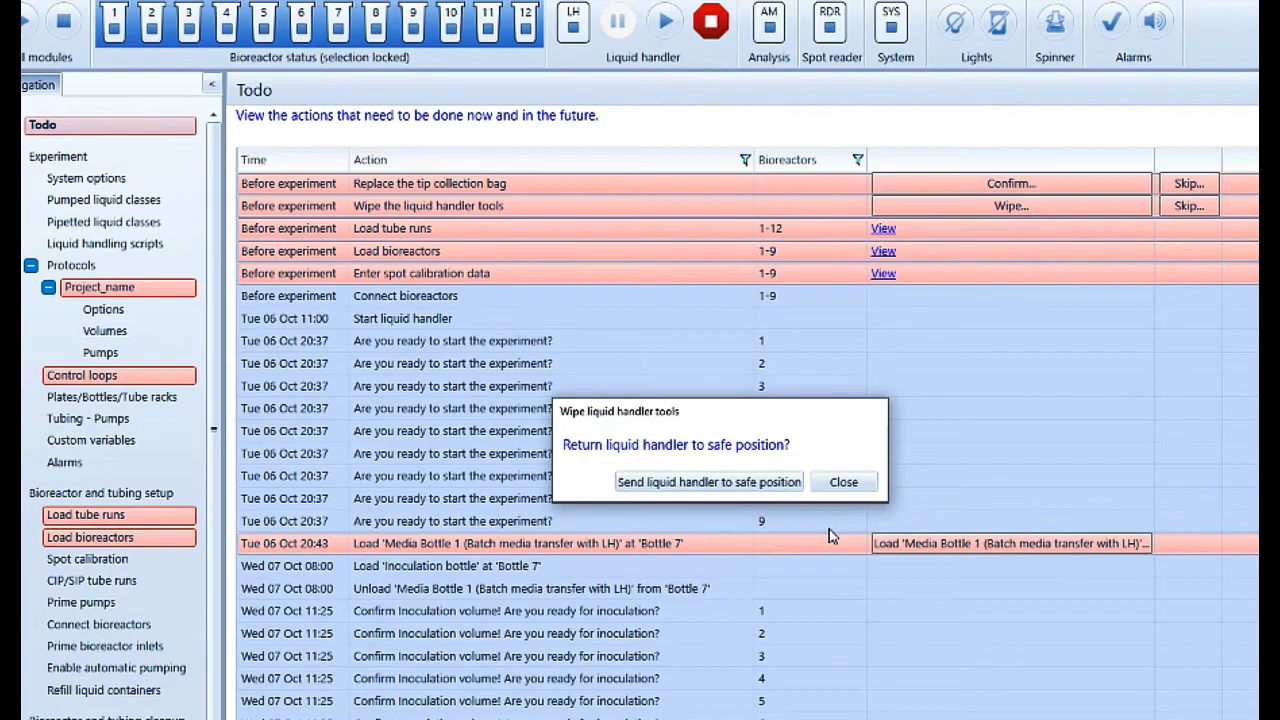 1 2 3 4 5 6 7 8 9 10 11 12 LH AM RDR SYS
modules Bioreactor status (selection locked) Liquid handler Analysis Spot reader System Lights Spinner Alarms
gation <
Todo
View the actions that need to be done now and in the future.
Todo
Experiment
System options
Pumped liquid classes
Pipetted liquid classes
Liquid handling scripts
Protocols
Project_name
Options
Volumes
Pumps
Control loops
Plates/Bottles/Tube racks
Tubing - Pumps
Custom variables
Alarms
Bioreactor and tubing setup
Load tube runs
Load bioreactors
Spot calibration
CIP/SIP tube runs
Prime pumps
Connect bioreactors
Prime bioreactor inlets
Enable automatic pumping
Refill liquid containers
Bioreactor and tubing cleanup
Time Action Bioreactors
Before experiment Replace the tip collection bag Confirm... Skip...
Before experiment Wipe the liquid handler tools Wipe... Skip...
Before experiment Load tube runs 1-12 View
Before experiment Load bioreactors 1-9 View
Before experiment Enter spot calibration data 1-9 View
Before experiment Connect bioreactors 1-9
Tue 06 Oct 11:00 Start liquid handler
Tue 06 Oct 20:37 Are you ready to start the experiment? 1
Tue 06 Oct 20:37 Are you ready to start the experiment? 2
Tue 06 Oct 20:37 Are you ready to start the experiment? 3
Tue 06 Oct 20:37 Are you ready to start the experiment?
Tue 06 Oct 20:37 Are you ready to start the experiment?
Tue 06 Oct 20:37 Are you ready to start the experiment?
Tue 06 Oct 20:37 Are you ready to start the experiment?
Tue 06 Oct 20:37 Are you ready to start the experiment?
Tue 06 Oct 20:37 Are you ready to start the experiment? 9
Tue 06 Oct 20:43 Load 'Media Bottle 1 (Batch media transfer with LH)' at 'Bottle 7' Load 'Media Bottle 1 (Batch media transfer with LH)'...
Wed 07 Oct 08:00 Load 'Inoculation bottle' at 'Bottle 7'
Wed 07 Oct 08:00 Unload 'Media Bottle 1 (Batch media transfer with LH)' from 'Bottle 7'
Wed 07 Oct 11:25 Confirm Inoculation volume! Are you ready for inoculation? 1
Wed 07 Oct 11:25 Confirm Inoculation volume! Are you ready for inoculation? 2
Wed 07 Oct 11:25 Confirm Inoculation volume! Are you ready for inoculation? 3
Wed 07 Oct 11:25 Confirm Inoculation volume! Are you ready for inoculation? 4
Wed 07 Oct 11:25 Confirm Inoculation volume! Are you ready for inoculation? 5
Wipe liquid handler tools
Return liquid handler to safe position?
Send liquid handler to safe position Close